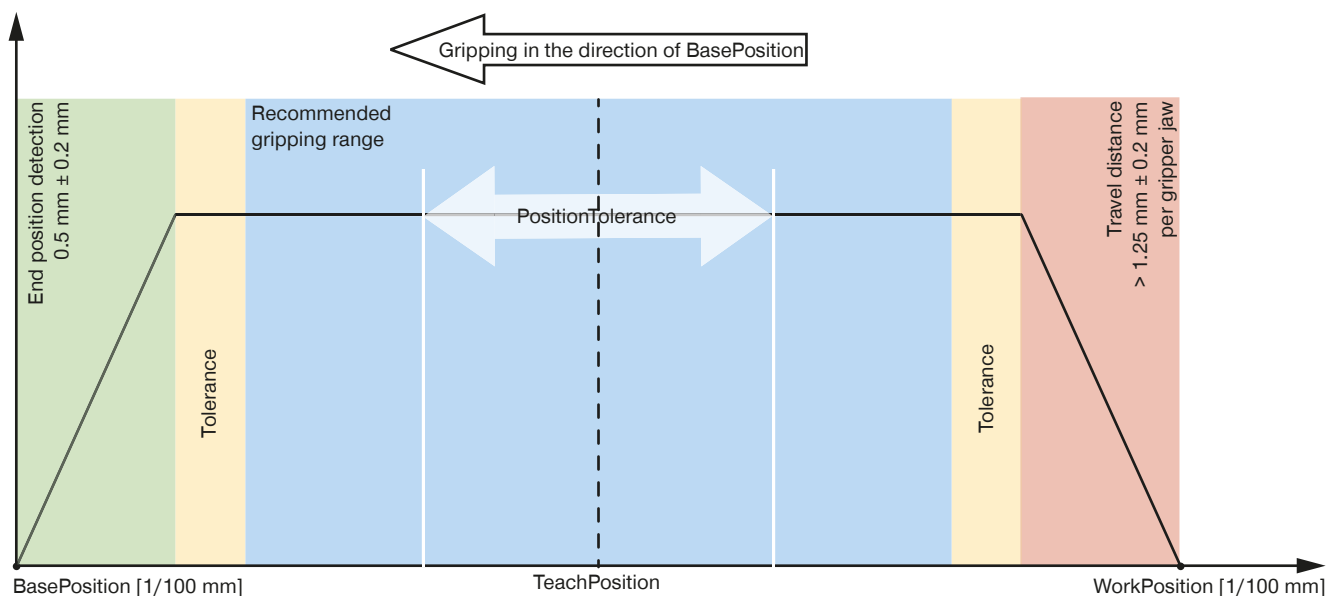 Gripping in the direction of BasePosition
End position detection
0.5 mm ± 0.2 mm
Tolerance
Recommended
gripping range
PositionTolerance
Tolerance
Travel distance
> 1.25 mm ± 0.2 mm
per gripper jaw
BasePosition [1/100 mm]
TeachPosition
WorkPosition [1/100 mm]